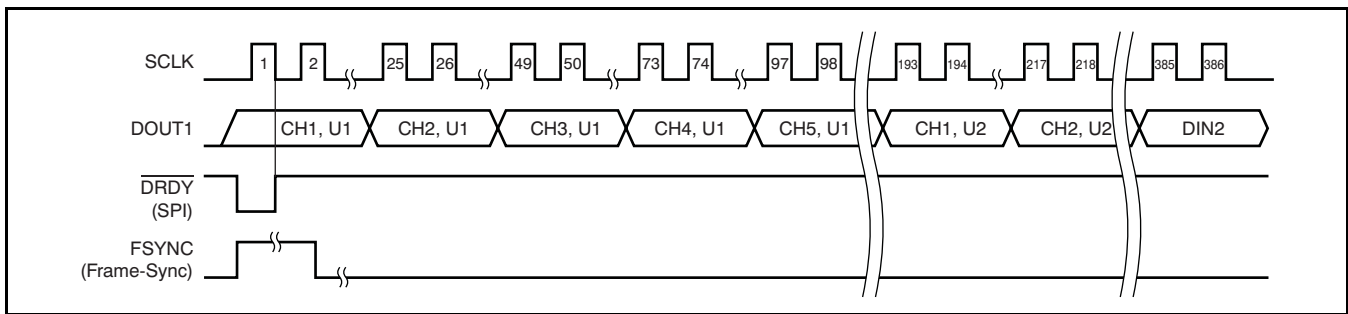 SCLK 1 2 25 26 49 50 73 74 97 98 193 194 217 218 385 386
DOUT1 CH1, U1 CH2, U1 CH3, U1 CH4, U1 CH5, U1 CH1, U2 CH2, U2 DIN2
DRDY
(SPI)
FSYNC
(Frame-Sync)